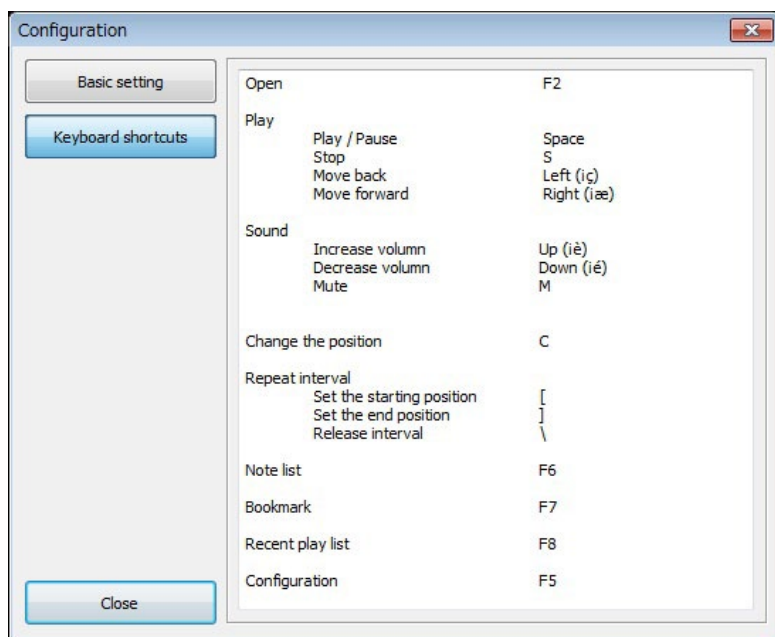 Configuration
Basic setting
Keyboard shortcuts
Open F2
Play
Play / Pause Space
Stop S
Move back Left (iç)
Move forward Right (iæ)
Sound
Increase volumn Up (iè)
Decrease volumn Down (ié)
Mute M
Change the position C
Repeat interval
Set the starting position [
Set the end position ]
Release interval \
Note list F6
Bookmark F7
Recent play list F8
Configuration F5
Close